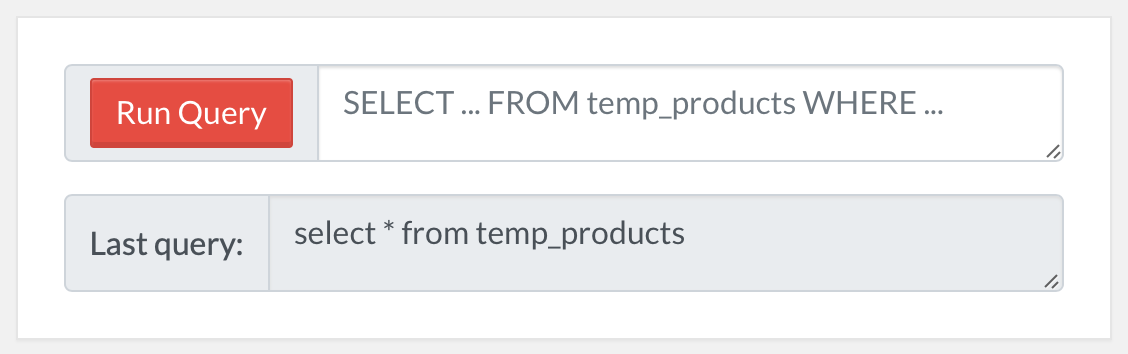 Run Query
SELECT ... FROM temp_products WHERE ...
Last query:
select * from temp_products